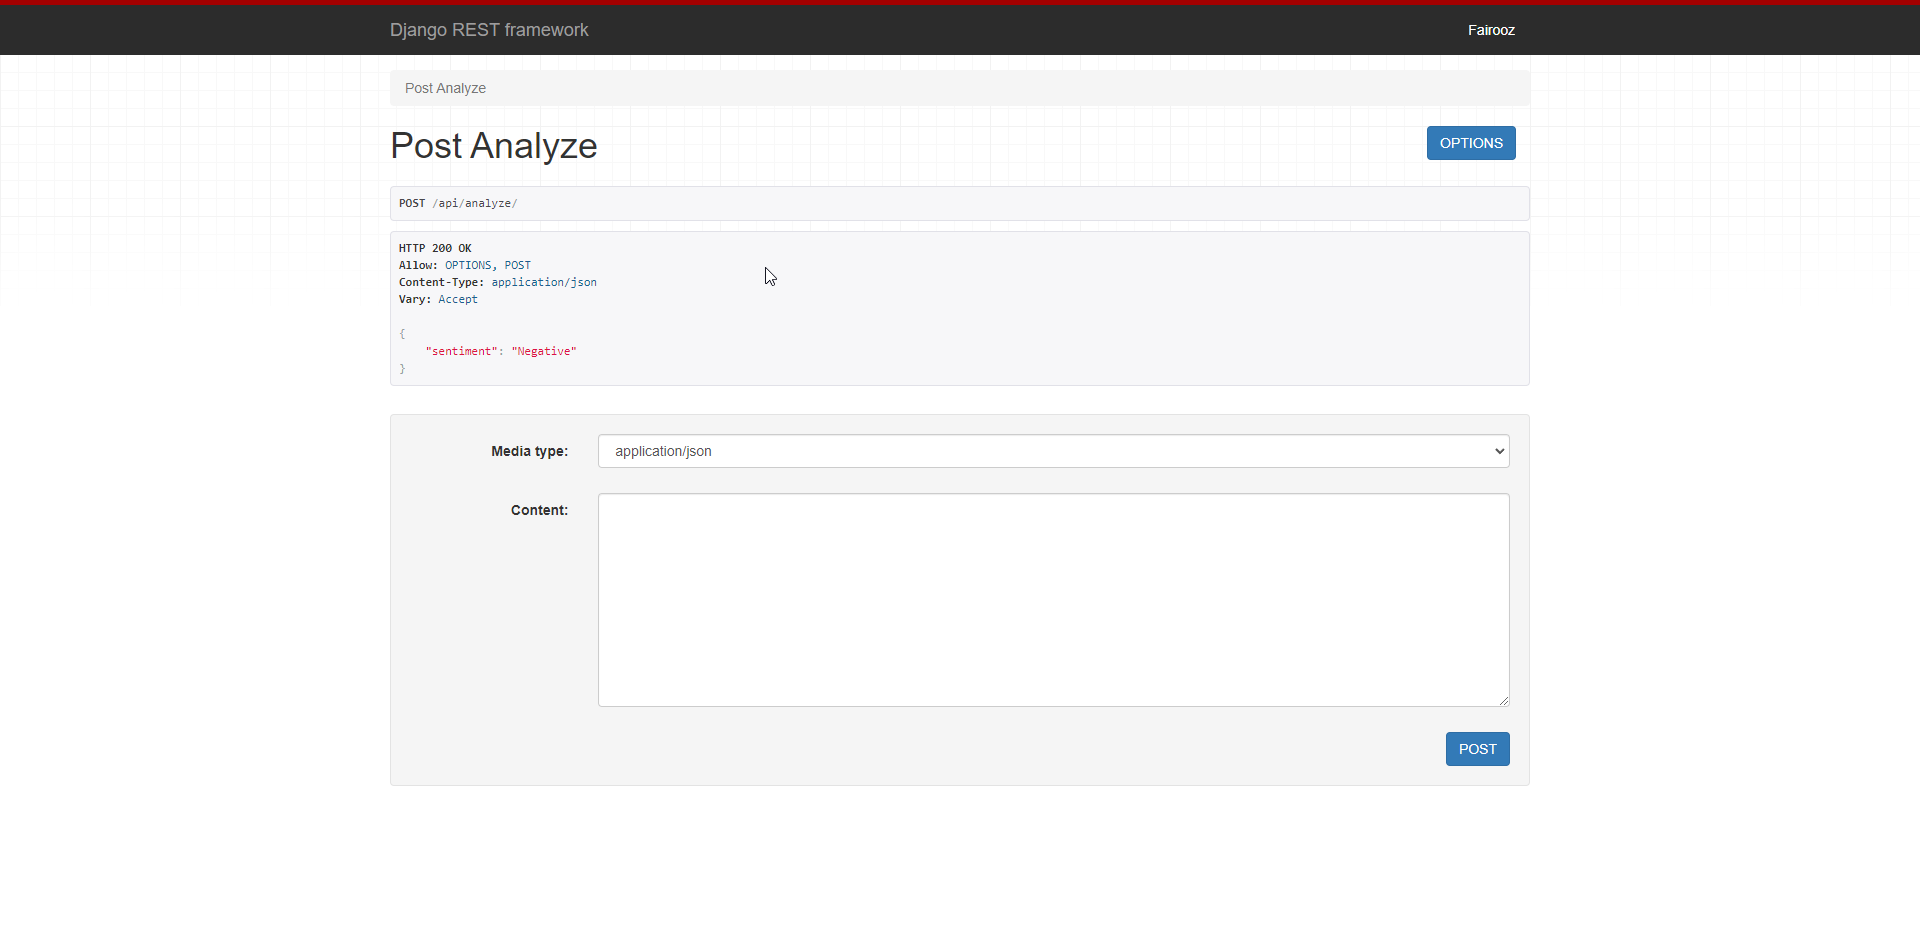 Django REST framework
Fairooz
Post Analyze
Post Analyze
OPTIONS
POST /api/analyze/
HTTP 200 OK
Allow: OPTIONS, POST
Content-Type: application/json
Vary: Accept
{
    "sentiment": "Negative"
}
Media type:
application/json
Content:
POST